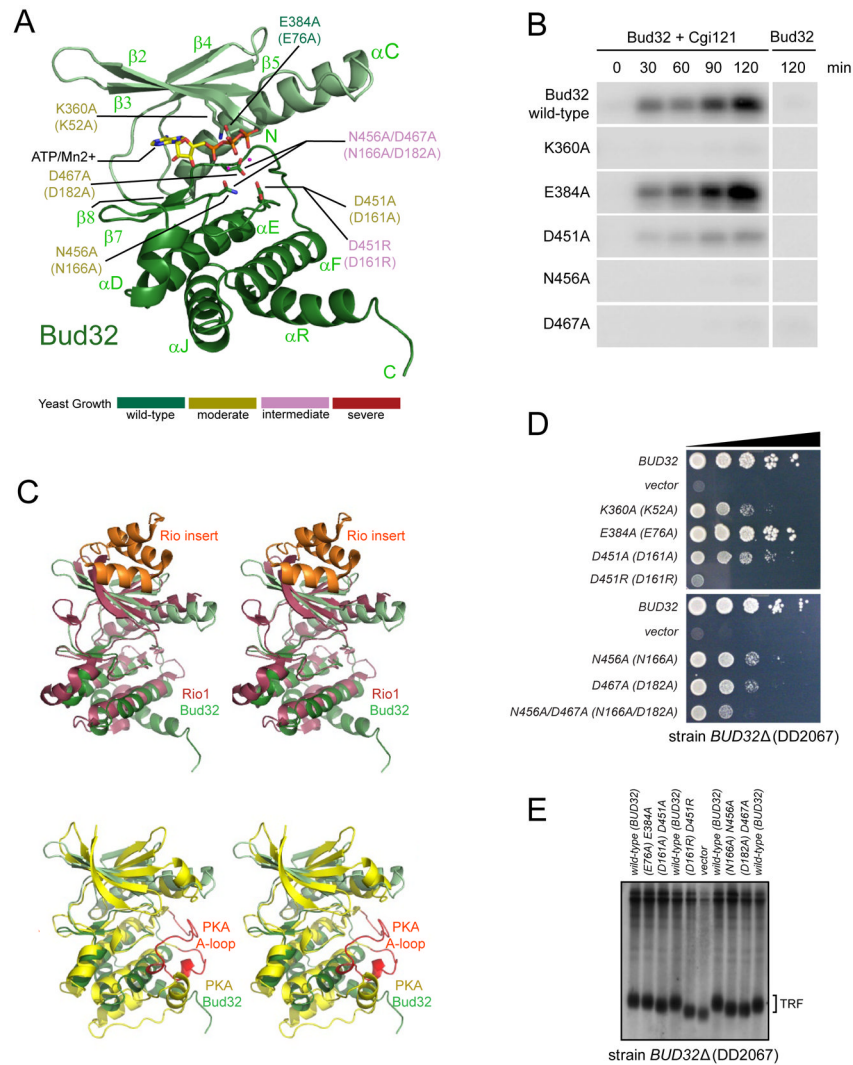 A
E384A
(E76A)
β4
αC
β2
β5
β3
K360A
(K52A)
N
N456A/D467A
(N166A/D182A)
ATP/Mn2+
D467A
(D182A)
D451A
(D161A)
β8
β7
αE
N456A
(N166A)
D451R
(D161R)
αD
αF
Bud32
αJ
αR
C
Yeast Growth
wild-type moderate intermediate severe
B
Bud32 + Cgi121 Bud32
0 30 60 90 120 120 min
Bud32
wild-type
K360A
E384A
D451A
N456A
D467A
C
Rio insert Rio insert
Rio1 Rio1
Bud32 Bud32
PKA PKA
A-loop A-loop
PKA PKA
Bud32 Bud32
D
BUD32
vector
K360A (K52A)
E384A (E76A)
D451A (D161A)
D451R (D161R)
BUD32
vector
N456A (N166A)
D467A (D182A)
N456A/D467A (N166A/D182A)
strain BUD32Δ (DD2067)
E
wild-type (BUD32)
(E76A) E384A
(D161A) D451A
wild-type (BUD32)
(D161R) D451R
vector
wild-type (BUD32)
(N166A) N456A
(D182A) D467A
wild-type (BUD32)
TRF
strain BUD32Δ (DD2067)